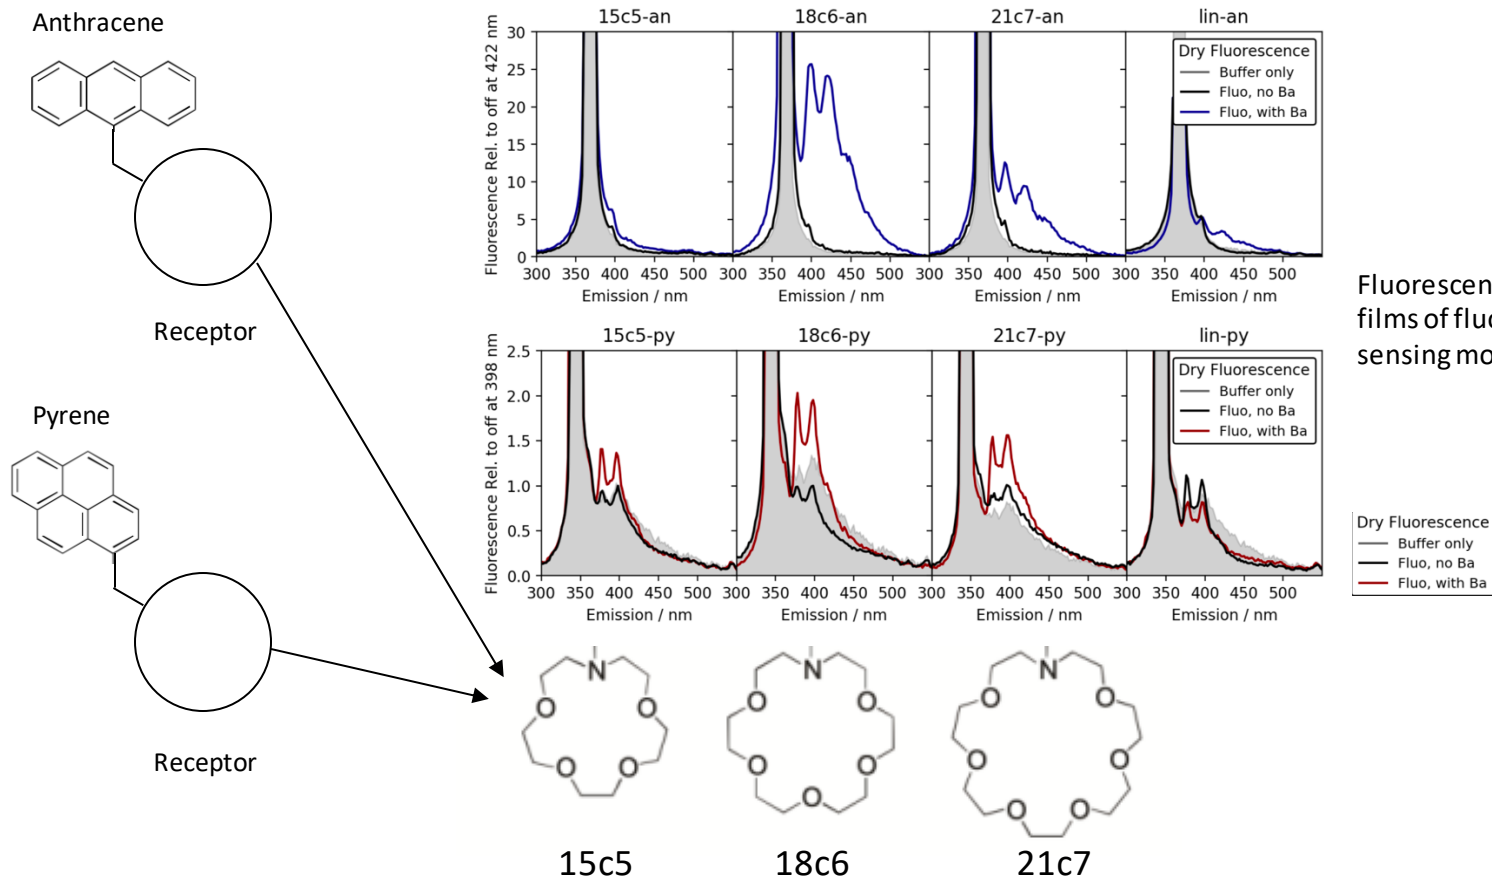 Anthracene
Receptor
Pyrene
Receptor
15c5-an
18c6-an
21c7-an
lin-an
Fluorescence Rel. to off at 422 nm
30
25
20
15
10
5
0
Dry Fluorescence
Buffer only
Fluo, no Ba
Fluo, with Ba
300 350 400 450 500
300 350 400 450 500
300 350 400 450 500
300 350 400 450 500
Emission / nm
Emission / nm
Emission / nm
Emission / nm
15c5-py
18c6-py
21c7-py
lin-py
Fluorescence Rel. to off at 398 nm
2.5
2.0
1.5
1.0
0.5
0.0
Dry Fluorescence
Buffer only
Fluo, no Ba
Fluo, with Ba
300 350 400 450 500
300 350 400 450 500
300 350 400 450 500
300 350 400 450 500
Emission / nm
Emission / nm
Emission / nm
Emission / nm
Fluorescen
films of fluo
sensing mo
Dry Fluorescence
Buffer only
Fluo, no Ba
Fluo, with Ba
N
O
O
O
O
N
O
O
O
O
O
N
O
O
O
O
O
O
15c5
18c6
21c7